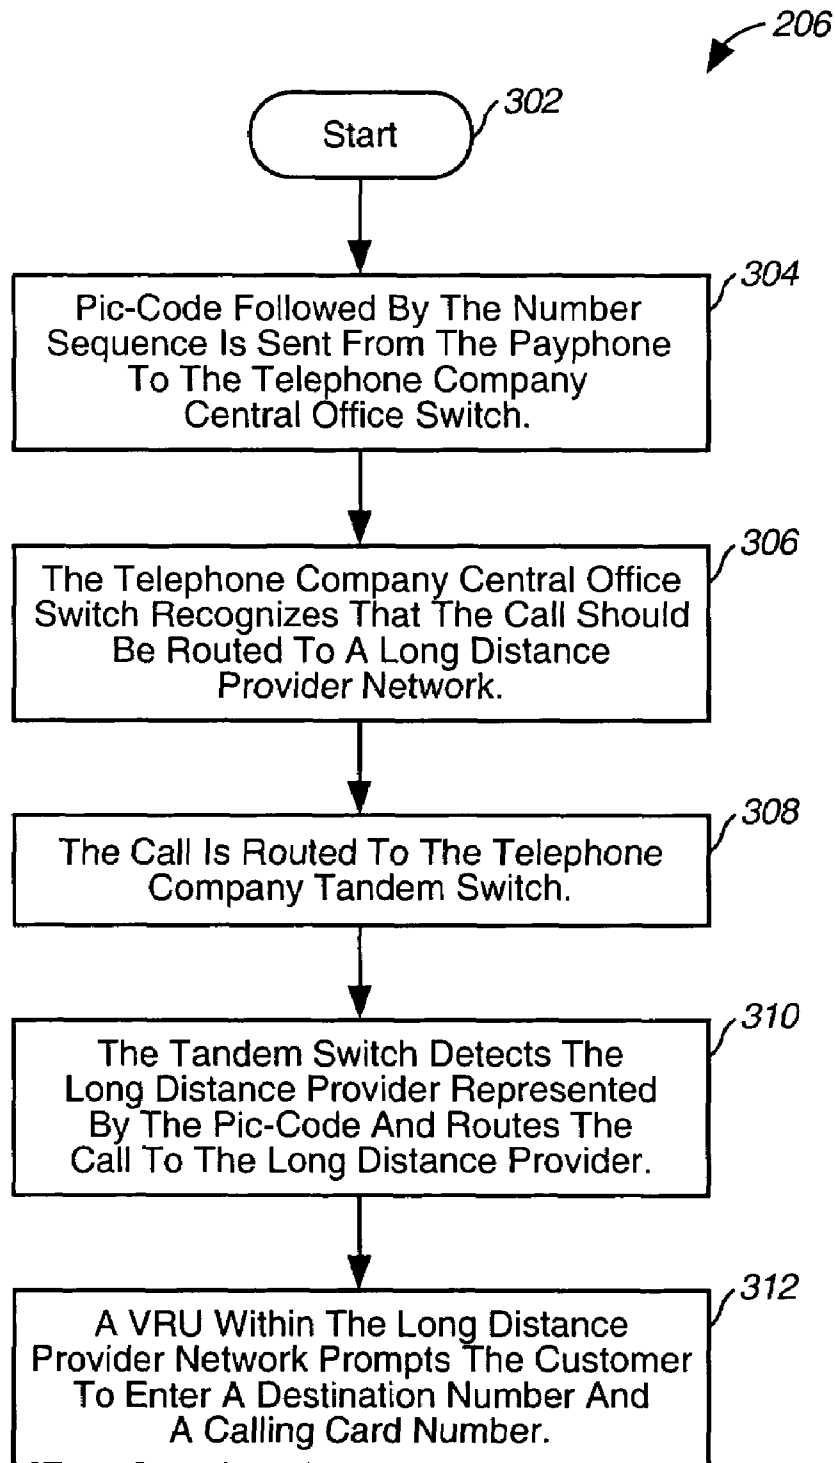 206
302
Start
304
Pic-Code Followed By The Number
Sequence Is Sent From The Payphone
To The Telephone Company
Central Office Switch.
306
The Telephone Company Central Office
Switch Recognizes That The Call Should
Be Routed To A Long Distance
Provider Network.
308
The Call Is Routed To The Telephone
Company Tandem Switch.
310
The Tandem Switch Detects The
Long Distance Provider Represented
By The Pic-Code And Routes The
Call To The Long Distance Provider.
312
A VRU Within The Long Distance
Provider Network Prompts The Customer
To Enter A Destination Number And
A Calling Card Number.